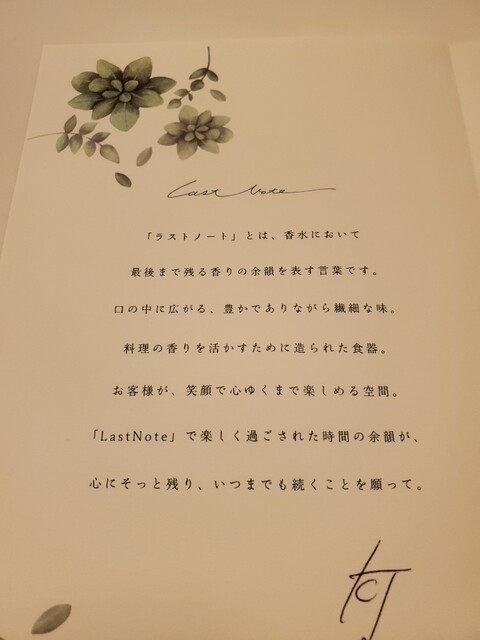 Last Note
「ラストノート」とは、香水において
最後まで残る香りの余韻を表す言葉です。
口の中に広がる、豊かでありながら繊細な味。
料理の香りを活かすために造られた食器。
お客様が、笑顔で心ゆくまで楽しめる空間。
「LastNote」で楽しく過ごされた時間の余韻が、
心にそっと残り、いつまでも続くことを願って。